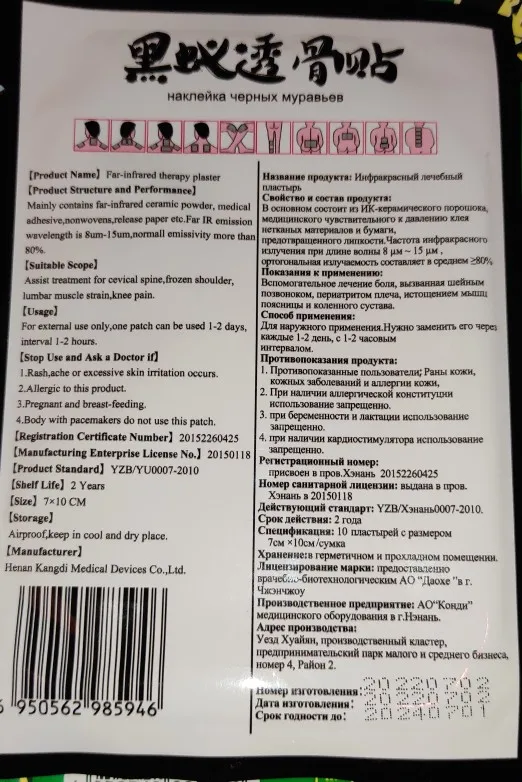 黑蚁透骨贴
наклейка черных муравьев
【Product Name】 Far-infrared therapy plaster
【Product Structure and Performance】
Mainly contains far-infrared ceramic powder, medical
adhesive,nonwovens,release paper etc.Far IR emission
wavelength is 8um-15um,normall emissivity more than
80%.
【Suitable Scope】
Assist treatment for cevical spine,frozen shoulder,
lumbar muscle strain,knee pain.
【Usage】
For external use only,one patch can be used 1-2 days,
interval 1-2 hours.
【Stop Use and Ask a Doctor if】
1.Rash,ache or excessive skin irritation occurs.
2.Allergic to this product.
3.Pregnant and breast-feeding.
4.Body with pacemakers do not use this patch.
【Registration Certificate Number】 20152260425
【Manufacturing Enterprise License No.】 20150118
【Product Standard】 YZB/YU0007-2010
【Shelf Life】 2 Years
【Size】 7×10 CM
【Storage】
Airproof,keep in cool and dry place.
【Manufacturer】
Henan Kangdi Medical Devices Co.,Ltd.
6 950562 985946
Название продукта: Инфракрасный лечебный
пластырь
Свойство и состав продукта:
В основном состоит из ИК-керамического порошока,
медицинского чувствительного к давлению клея
нетканых материалов и бумаги,
предотвращенного липкости.Частота инфракрасного
излучения при длине волны 8 μм ~ 15 μм ,
ортогональная излучаемость составляет в среднем ≥80%
Показания к применению:
Вспомогательное лечение боля, вызванная шейным
позвоноком, периатритом плеча, истощением мышц
поясницы и коленного сустава.
Способ применения:
Для наружного применения.Нужно заменить его через
каждые 1-2 день, с 1-2 часовым
интервалом.
Противопоказания продукта:
1. Противопоказанные пользователи; Раны кожи,
кожных заболеваний и аллергии кожи,
2. При наличии аллергической конституции
использование запрещенно.
3. при беременности и лактации использование
запрещенно.
4. при наличии кардиостимулятора использование
запрещенно.
Регистрационный номер:
присвоен в пров.Хэнань 20152260425
Номер санитарной лицензии: выдана в пров.
Хэнань в 20150118
Действующий стандарт: YZB/Хэнань0007-2010.
Срок действия: 2 года
Спецификация: 10 пластырей с размером
7см ×10см/сумка
Хранение:в герметичном и прохладном помещении.
Лицензирование марки: предоставленно
врачебно-биотехнологическим АО "Даохе "в г.
Чжэнчжоу
Производственное предприятие: АО"Конди"
медицинского оборудования в г.Нэнань.
Адрес производства:
Уезд Хуайян, производственный кластер,
предпринимательский парк малого и среднего бизнеса,
номер 4, Район 2.
Номер изготовления: 20220702
Дата изготовления: 20220702
Срок годности до: 20240701